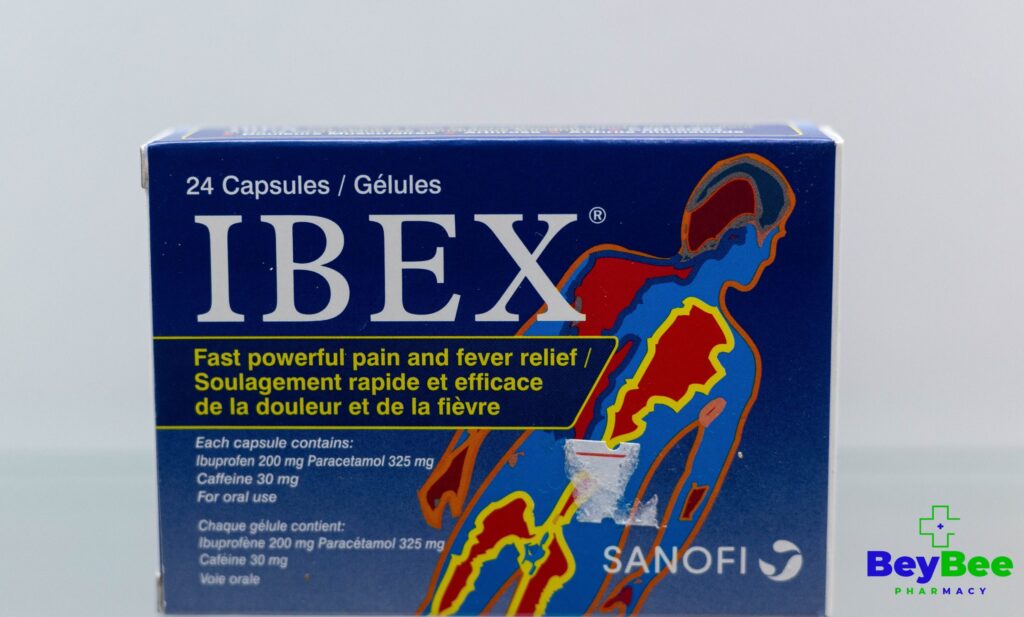 24 Capsules / Gélules
IBEX®
Fast powerful pain and fever relief /
Soulagement rapide et efficace
de la douleur et de la fièvre
Each capsule contains:
Ibuprofen 200 mg Paracetamol 325 mg
Caffeine 30 mg
For oral use
Chaque gélule contient:
Ibuprofène 200 mg Paracétamol 325 mg
Caféine 30 mg
Voie orale
SANOFI
BeyBee
PHARMACY